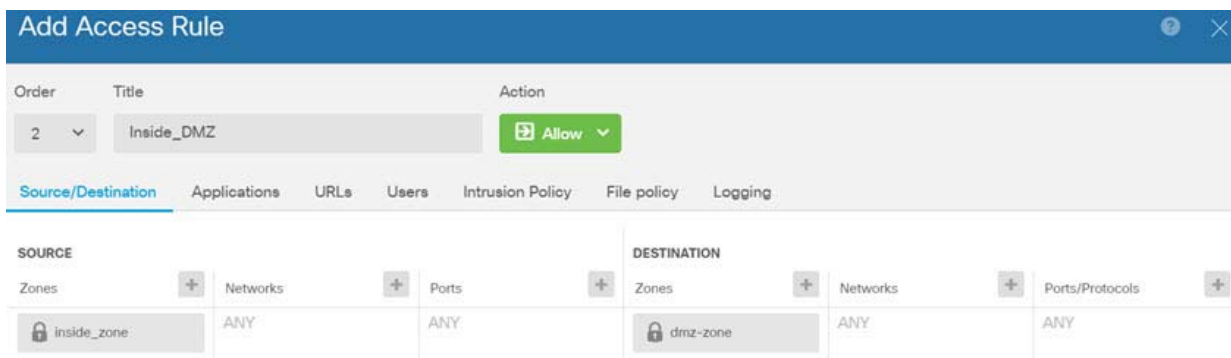 Add Access Rule
Order Title Action
2 Inside_DMZ Allow
Source/Destination Applications URLs Users Intrusion Policy File policy Logging
SOURCE DESTINATION
Zones Networks Ports Zones Networks Ports/Protocols
inside_zone ANY ANY dmz-zone ANY ANY